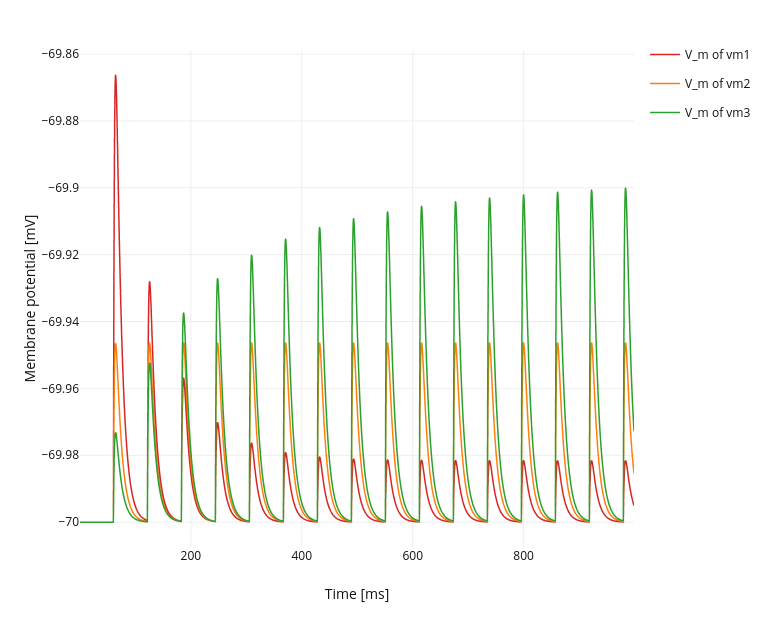 −69.86
−69.88
−69.9
−69.92
−69.94
−69.96
−69.98
−70
200
400
600
800
Time [ms]
Membrane potential [mV]
V_m of vm1
V_m of vm2
V_m of vm3